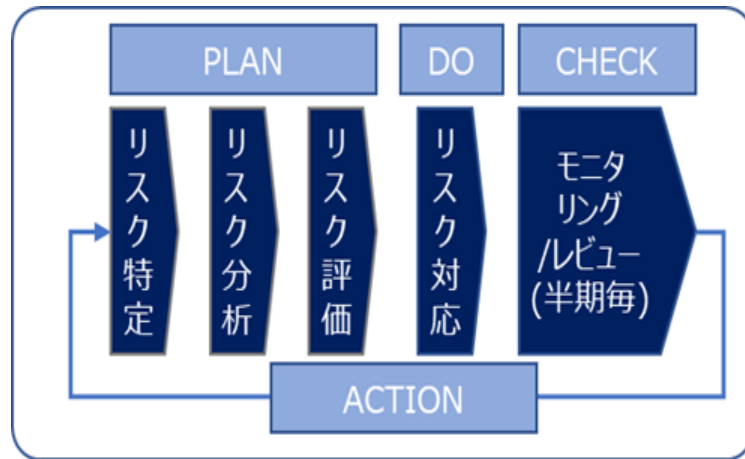 PLAN
DO
CHECK
リスク特定
リスク分析
リスク評価
リスク対応
モニタ
リング
/レビュー
(半期毎)
ACTION